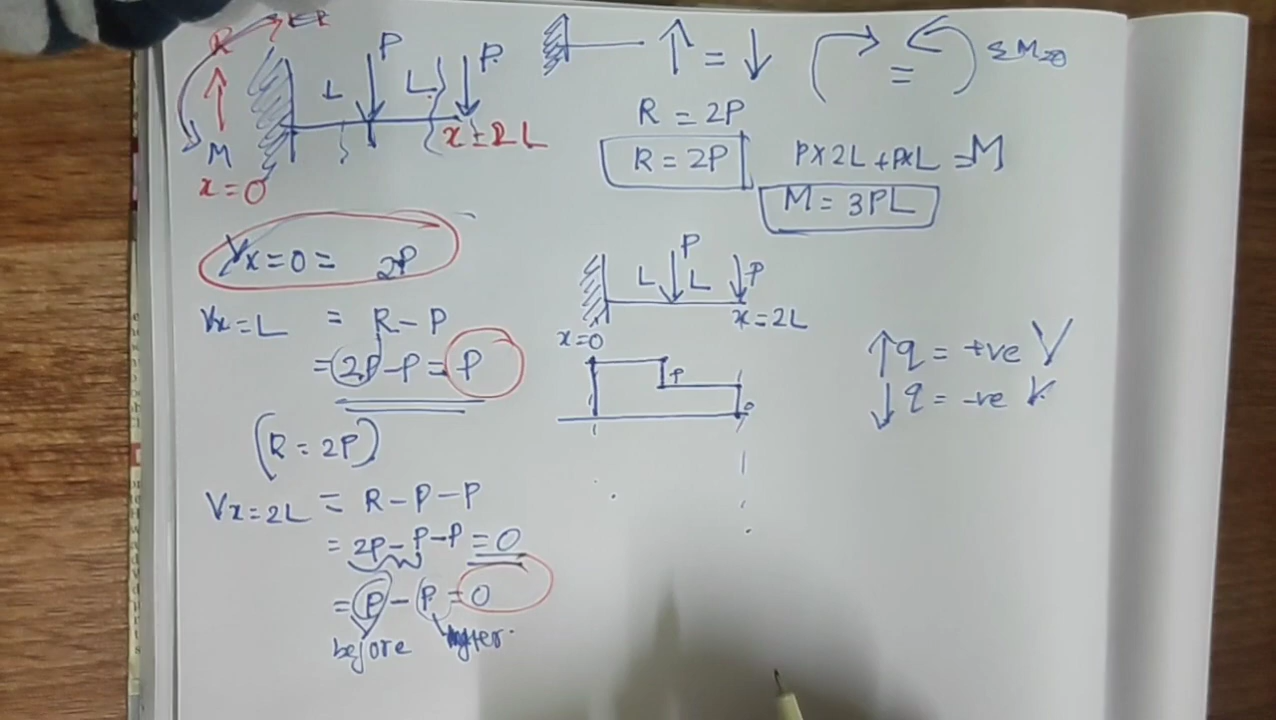 R
P
P
L
L
M
x=2L
x=0
↑ = ↓
=
ΣM=0
R = 2P
R = 2P
P×2L + P×L = M
M = 3PL
Vx=0 = 2P
Vx=L = R-P
= 2P-P = P
(R = 2P)
Vx=2L = R-P-P
= 2P-P-P = 0
= P - P = 0
before after
P
L L P
x=0
x=2L
P
0
↑q = +ve V
↓q = -ve V